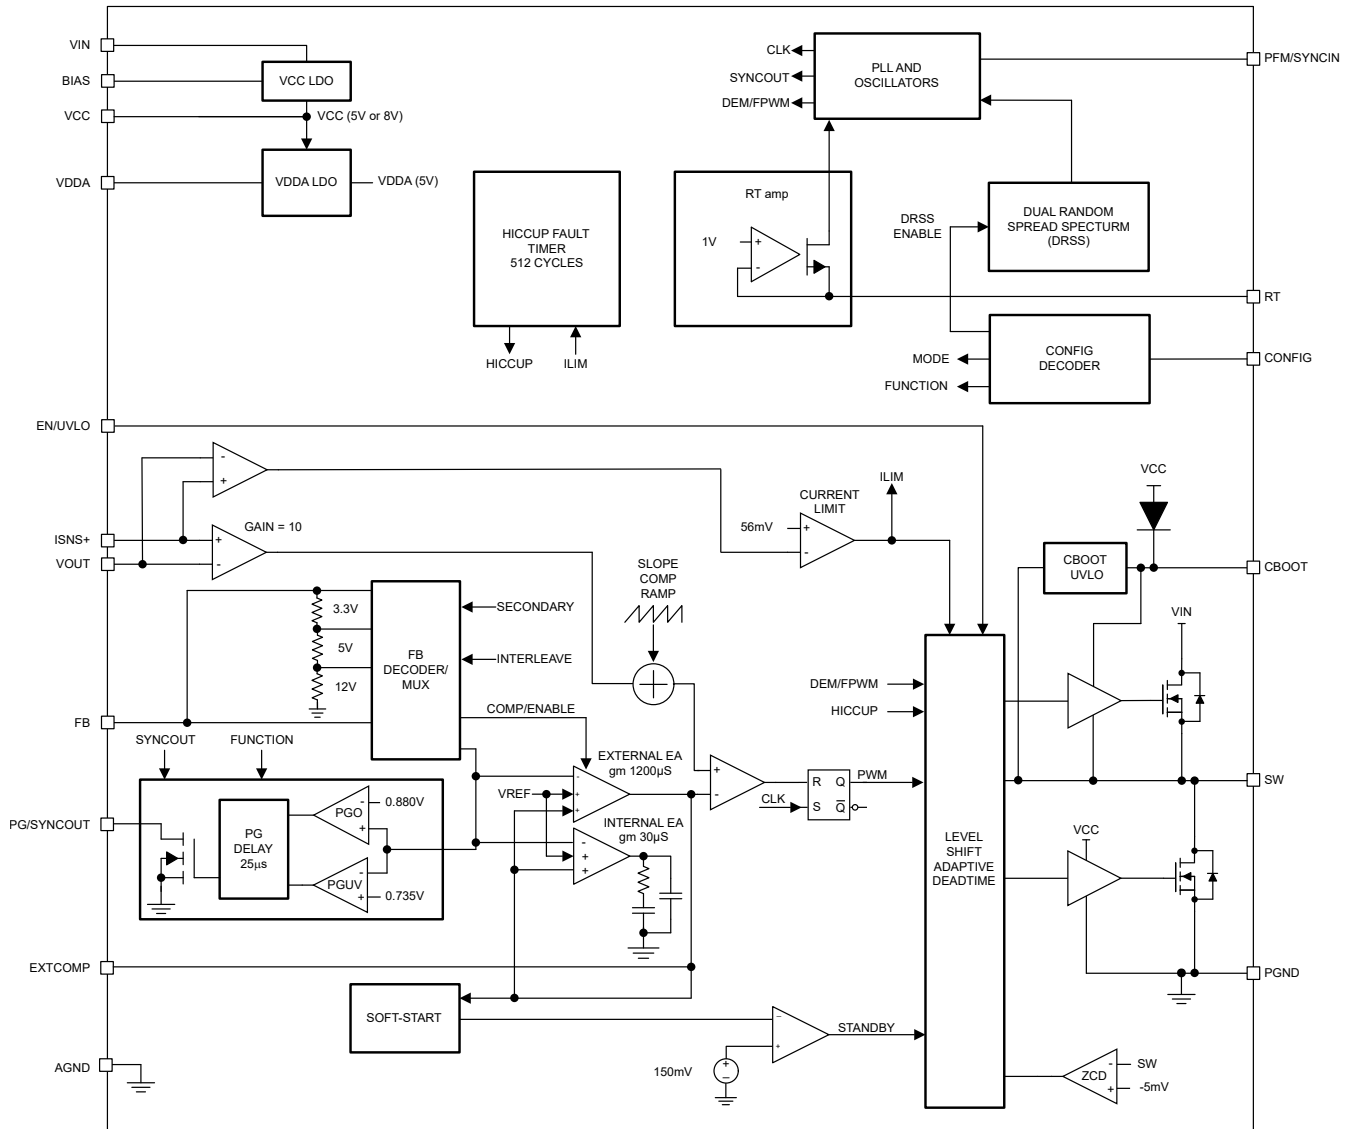 VIN
BIAS
VCC
VDDA
VCC LDO
VCC (5V or 8V)
VDDA LDO
VDDA (5V)
HICCUP FAULT
TIMER
512 CYCLES
HICCUP
ILIM
CLK
SYNCOUT
DEM/FPWM
PLL AND
OSCILLATORS
PFM/SYNCIN
RT amp
1V
+
-
DRSS
ENABLE
DUAL RANDOM
SPREAD SPECTURM
(DRSS)
RT
MODE
FUNCTION
CONFIG
DECODER
CONFIG
EN/UVLO
-
+
ISNS+
VOUT
+
-
GAIN = 10
CURRENT
LIMIT
56mV
+
-
ILIM
VCC
CBOOT
UVLO
CBOOT
VIN
SLOPE
COMP
RAMP
3.3V
5V
12V
FB
DECODER/
MUX
SECONDARY
INTERLEAVE
COMP/ENABLE
FB
SYNCOUT
FUNCTION
PG/SYNCOUT
PG
DELAY
25µs
PGO
-
+
0.880V
PGUV
-
+
0.735V
EXTERNAL EA
gm 1200µS
-
+
+
VREF
INTERNAL EA
gm 30µS
-
+
+
+
-
CLK
R Q
S Q
PWM
DEM/FPWM
HICCUP
LEVEL
SHIFT
ADAPTIVE
DEADTIME
SW
VCC
PGND
EXTCOMP
SOFT-START
−
+
STANDBY
150mV
+
−
ZCD
-
+
SW
-5mV
AGND